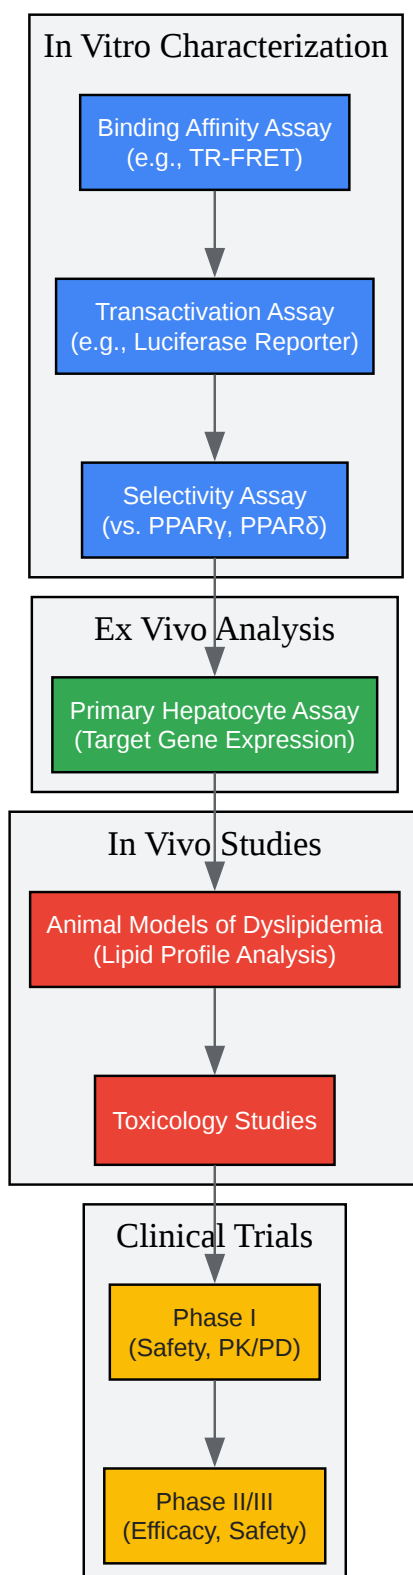 In Vitro Characterization
Binding Affinity Assay
(e.g., TR-FRET)
Transactivation Assay
(e.g., Luciferase Reporter)
Selectivity Assay
(vs. PPARγ, PPARδ)
Ex Vivo Analysis
Primary Hepatocyte Assay
(Target Gene Expression)
In Vivo Studies
Animal Models of Dyslipidemia
(Lipid Profile Analysis)
Toxicology Studies
Clinical Trials
Phase I
(Safety, PK/PD)
Phase II/III
(Efficacy, Safety)